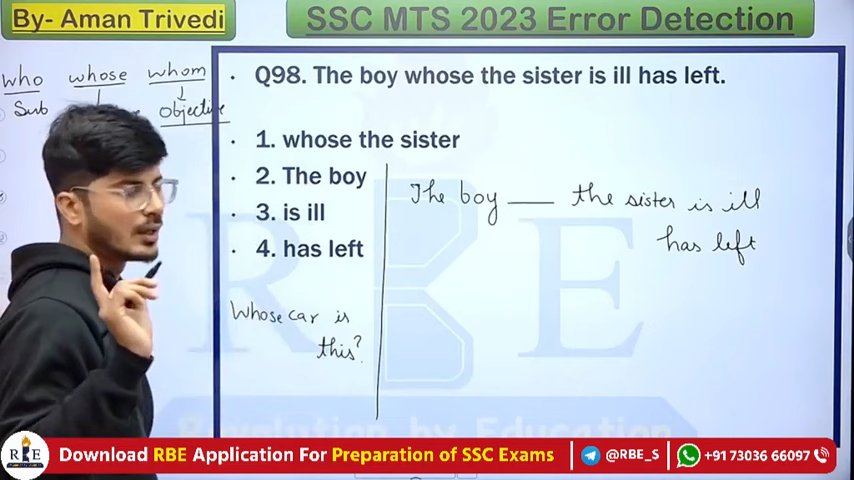 By- Aman Trivedi
SSC MTS 2023 Error Detection
who whose whom
Sub
objective
Q98. The boy whose the sister is ill has left.
1. whose the sister
2. The boy
3. is ill
4. has left
The boy ___ the sister is ill
has left
Whose car is
this?
R B E
Revolution by Education
RBE
Download RBE Application For Preparation of SSC Exams
@RBE_S
+91 73036 66097